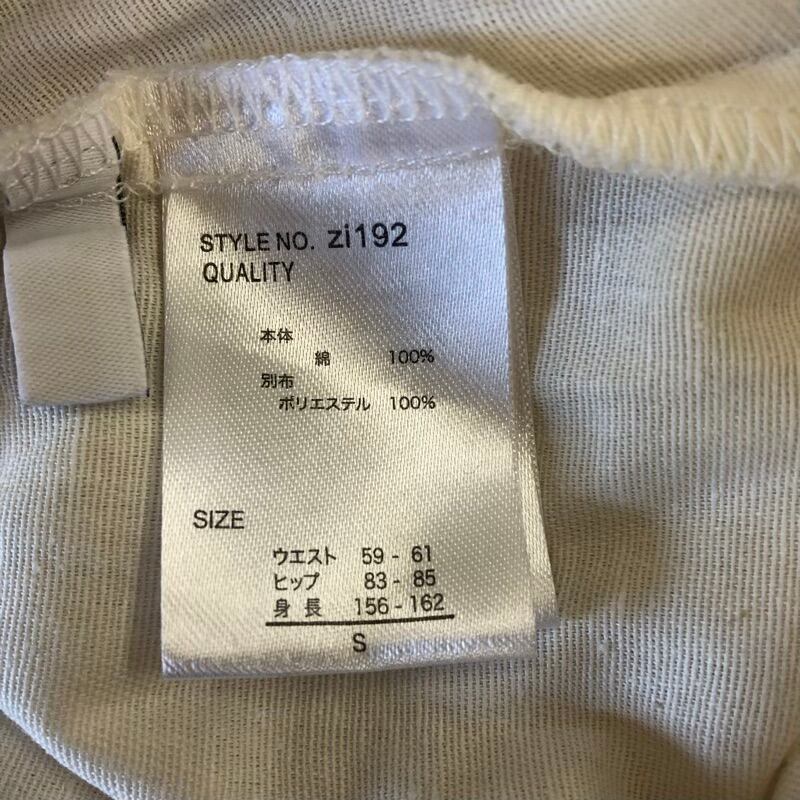 STYLE NO. zi192
QUALITY
本体
綿 100%
別布
ポリエステル 100%
SIZE
ウエスト 59 - 61
ヒップ 83 - 85
身長 156 - 162
S